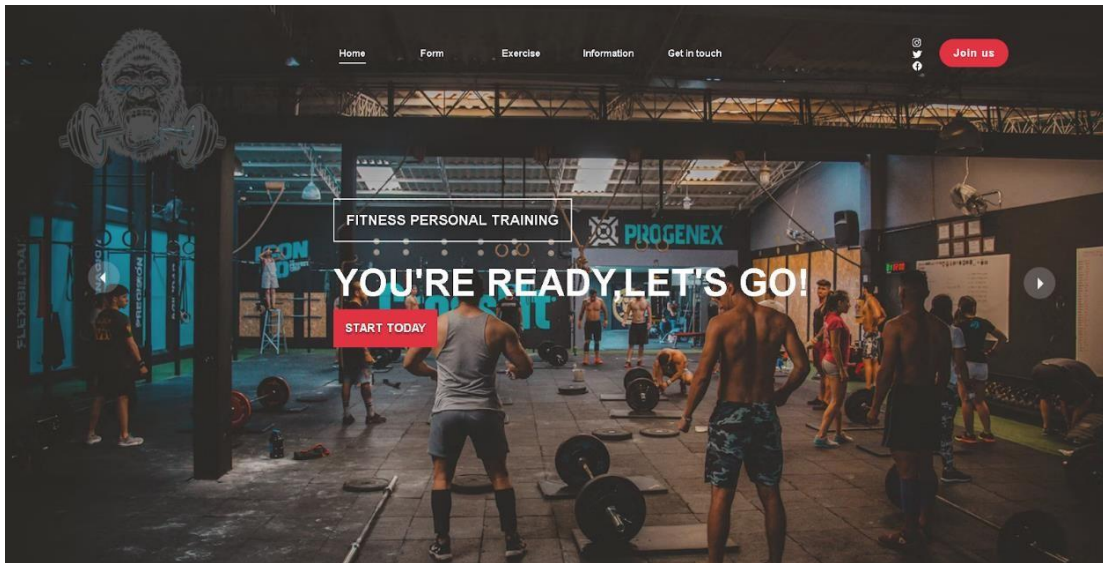 Home Form Exercise Information Get in touch
Join us
FITNESS PERSONAL TRAINING
PROGENEX
YOU'RE READY,LET'S GO!
START TODAY
PRECISION